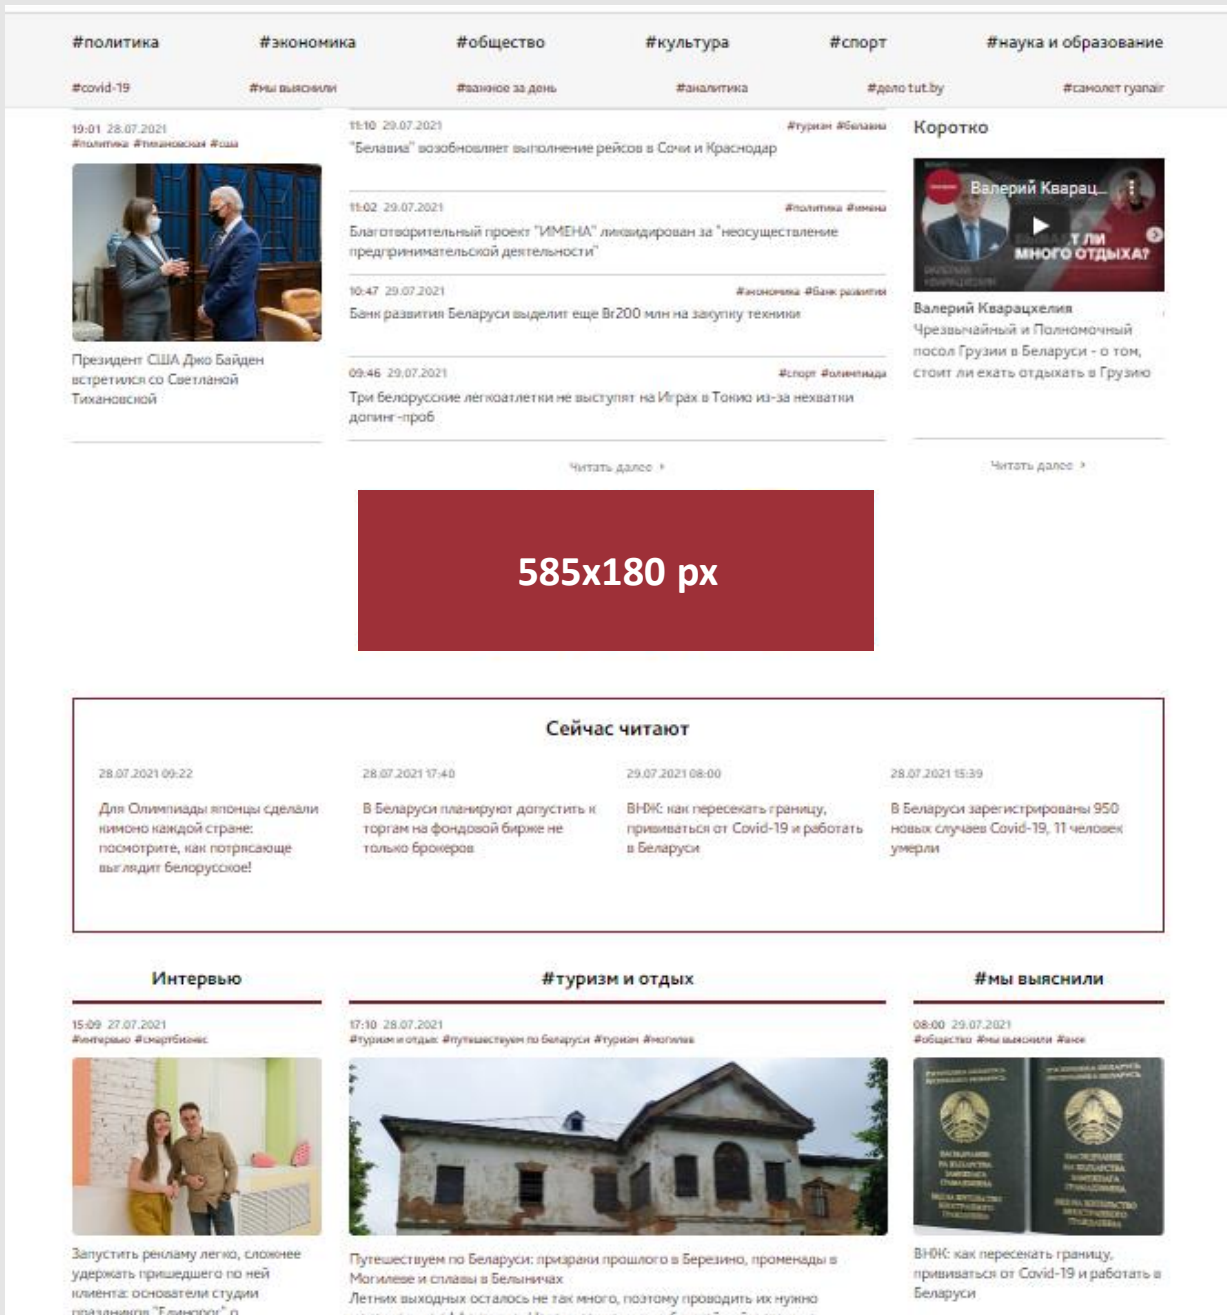 #политика #экономика #общество #культура #спорт #наука и образование
#covid-19 #мы выяснили #важное за день #аналитика #дело tut.by #самолет ryanair
19:01 28.07.2021
#политика #тихановская #сша
Президент США Джо Байден
встретился со Светланой
Тихановской
11:10 29.07.2021 #туризм #белавиа
"Белавиа" возобновляет выполнение рейсов в Сочи и Краснодар
11:02 29.07.2021 #политика #имена
Благотворительный проект "ИМЕНА" ликвидирован за "неосуществление
предпринимательской деятельности"
10:47 29.07.2021 #экономика #банк развития
Банк развития Беларуси выделит еще Br200 млн на закупку техники
09:46 29.07.2021 #спорт #олимпиада
Три белорусские легкоатлетки не выступят на Играх в Токио из-за нехватки
допинг-проб
Читать далее
Коротко
Валерий Кварац...
Т ЛИ
МНОГО ОТДЫХА?
Валерий Кварацхелия
Чрезвычайный и Полномочный
посол Грузии в Беларуси - о том,
стоит ли ехать отдыхать в Грузию
Читать далее
585x180 px
Сейчас читают
28.07.2021 09:22
Для Олимпиады японцы сделали
кимоно каждой стране:
посмотрите, как потрясающе
выглядит белорусское!
28.07.2021 17:40
В Беларуси планируют допустить к
торгам на фондовой бирже не
только брокеров
29.07.2021 08:00
ВНЖ: как пересекать границу,
прививаться от Covid-19 и работать
в Беларуси
28.07.2021 15:39
В Беларуси зарегистрированы 950
новых случаев Covid-19, 11 человек
умерли
Интервью
15:09 27.07.2021
#интервью #смартбизнес
Запустить рекламу легко, сложнее
удержать пришедшего по ней
клиента: основатели студии
праздников "Единорог" о
#туризм и отдых
17:10 28.07.2021
#туризм и отдых #путешествуем по беларуси #туризм #могилев
Путешествуем по Беларуси: призраки прошлого в Березино, променады в
Могилеве и сплавы в Белыничах
Летних выходных осталось не так много, поэтому проводить их нужно
#мы выяснили
08:00 29.07.2021
#общество #мы выяснили #внж
ВНЖ: как пересекать границу,
прививаться от Covid-19 и работать в
Беларуси